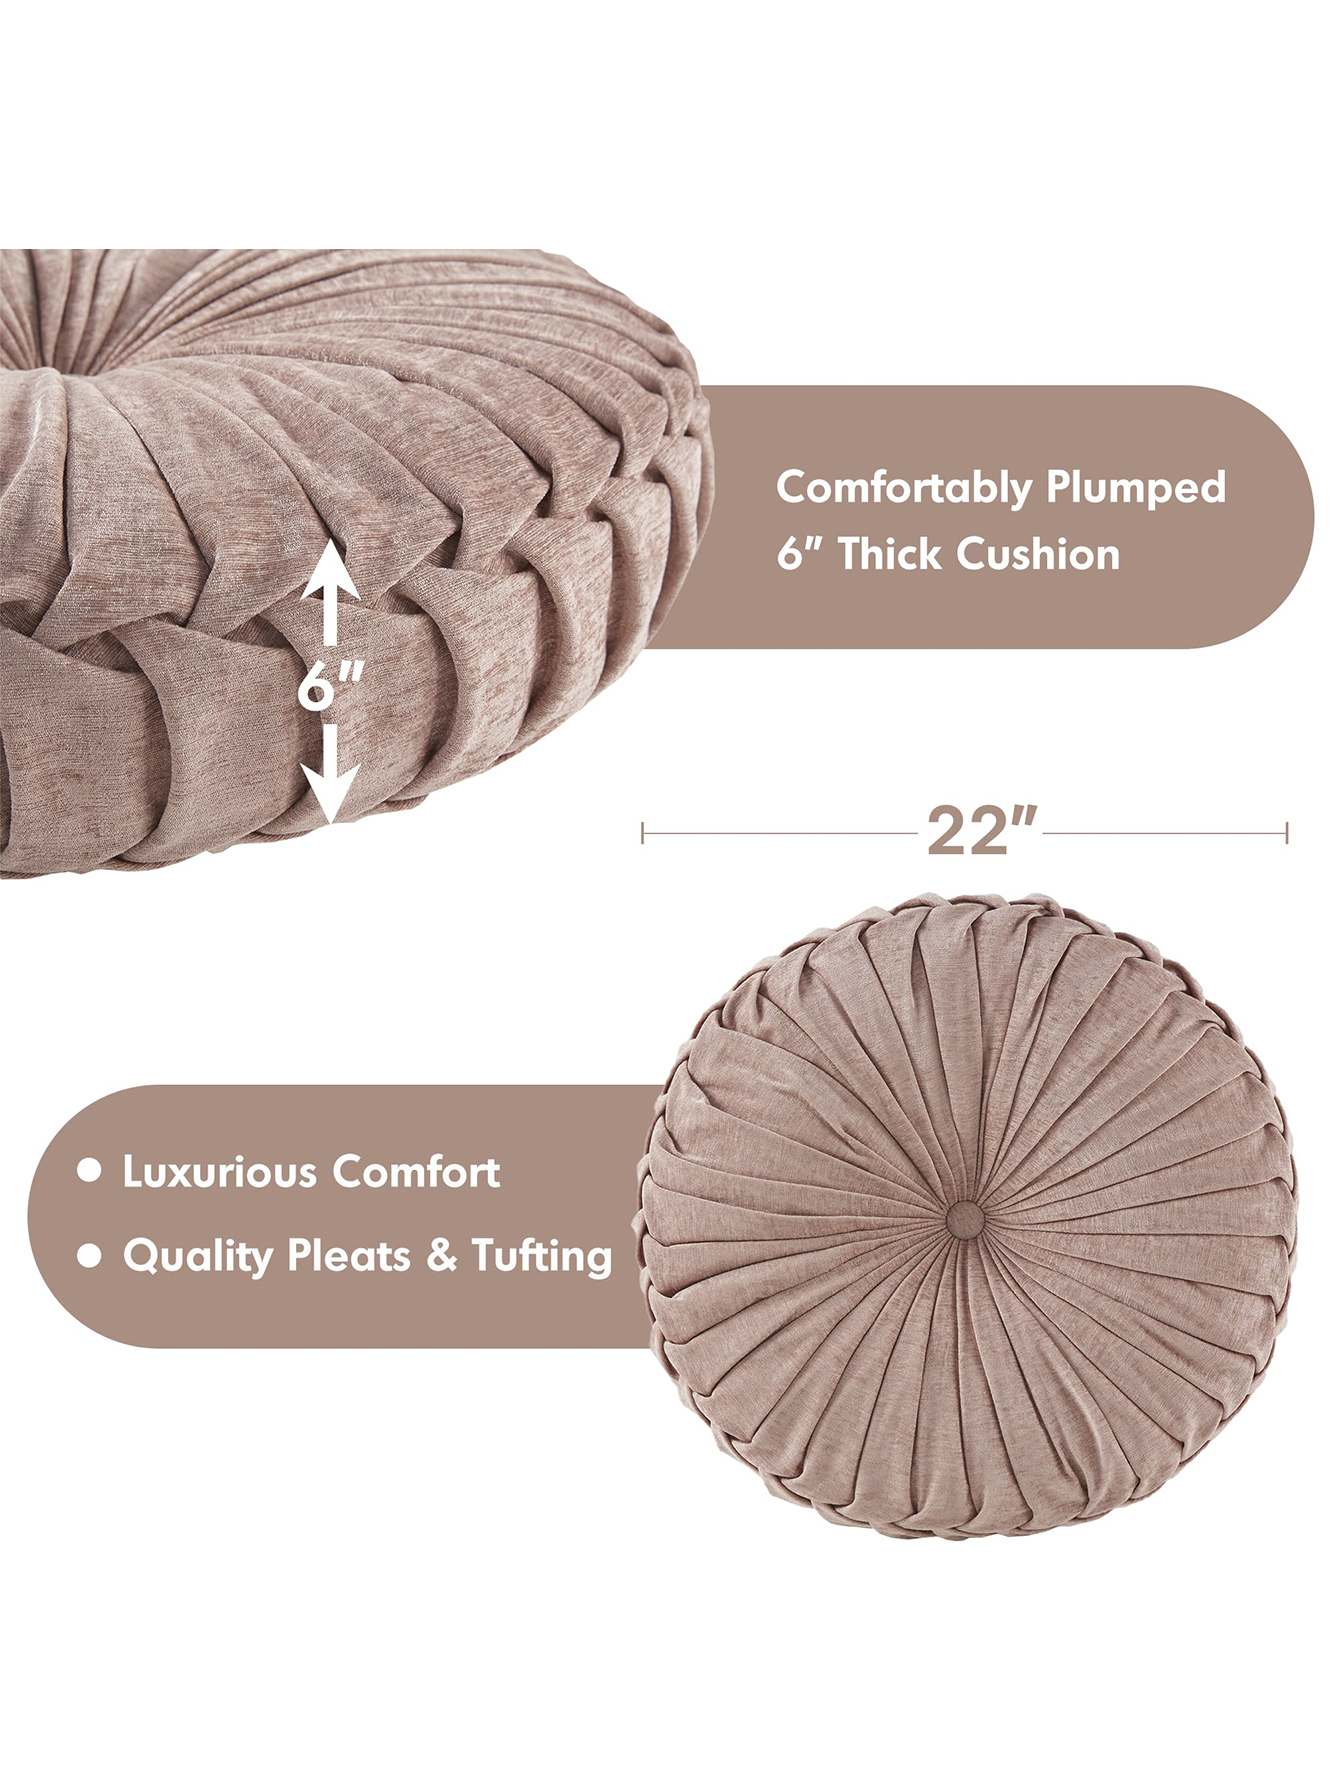 Comfortably Plumped
6" Thick Cushion
6"
22"
Luxurious Comfort
Quality Pleats & Tufting